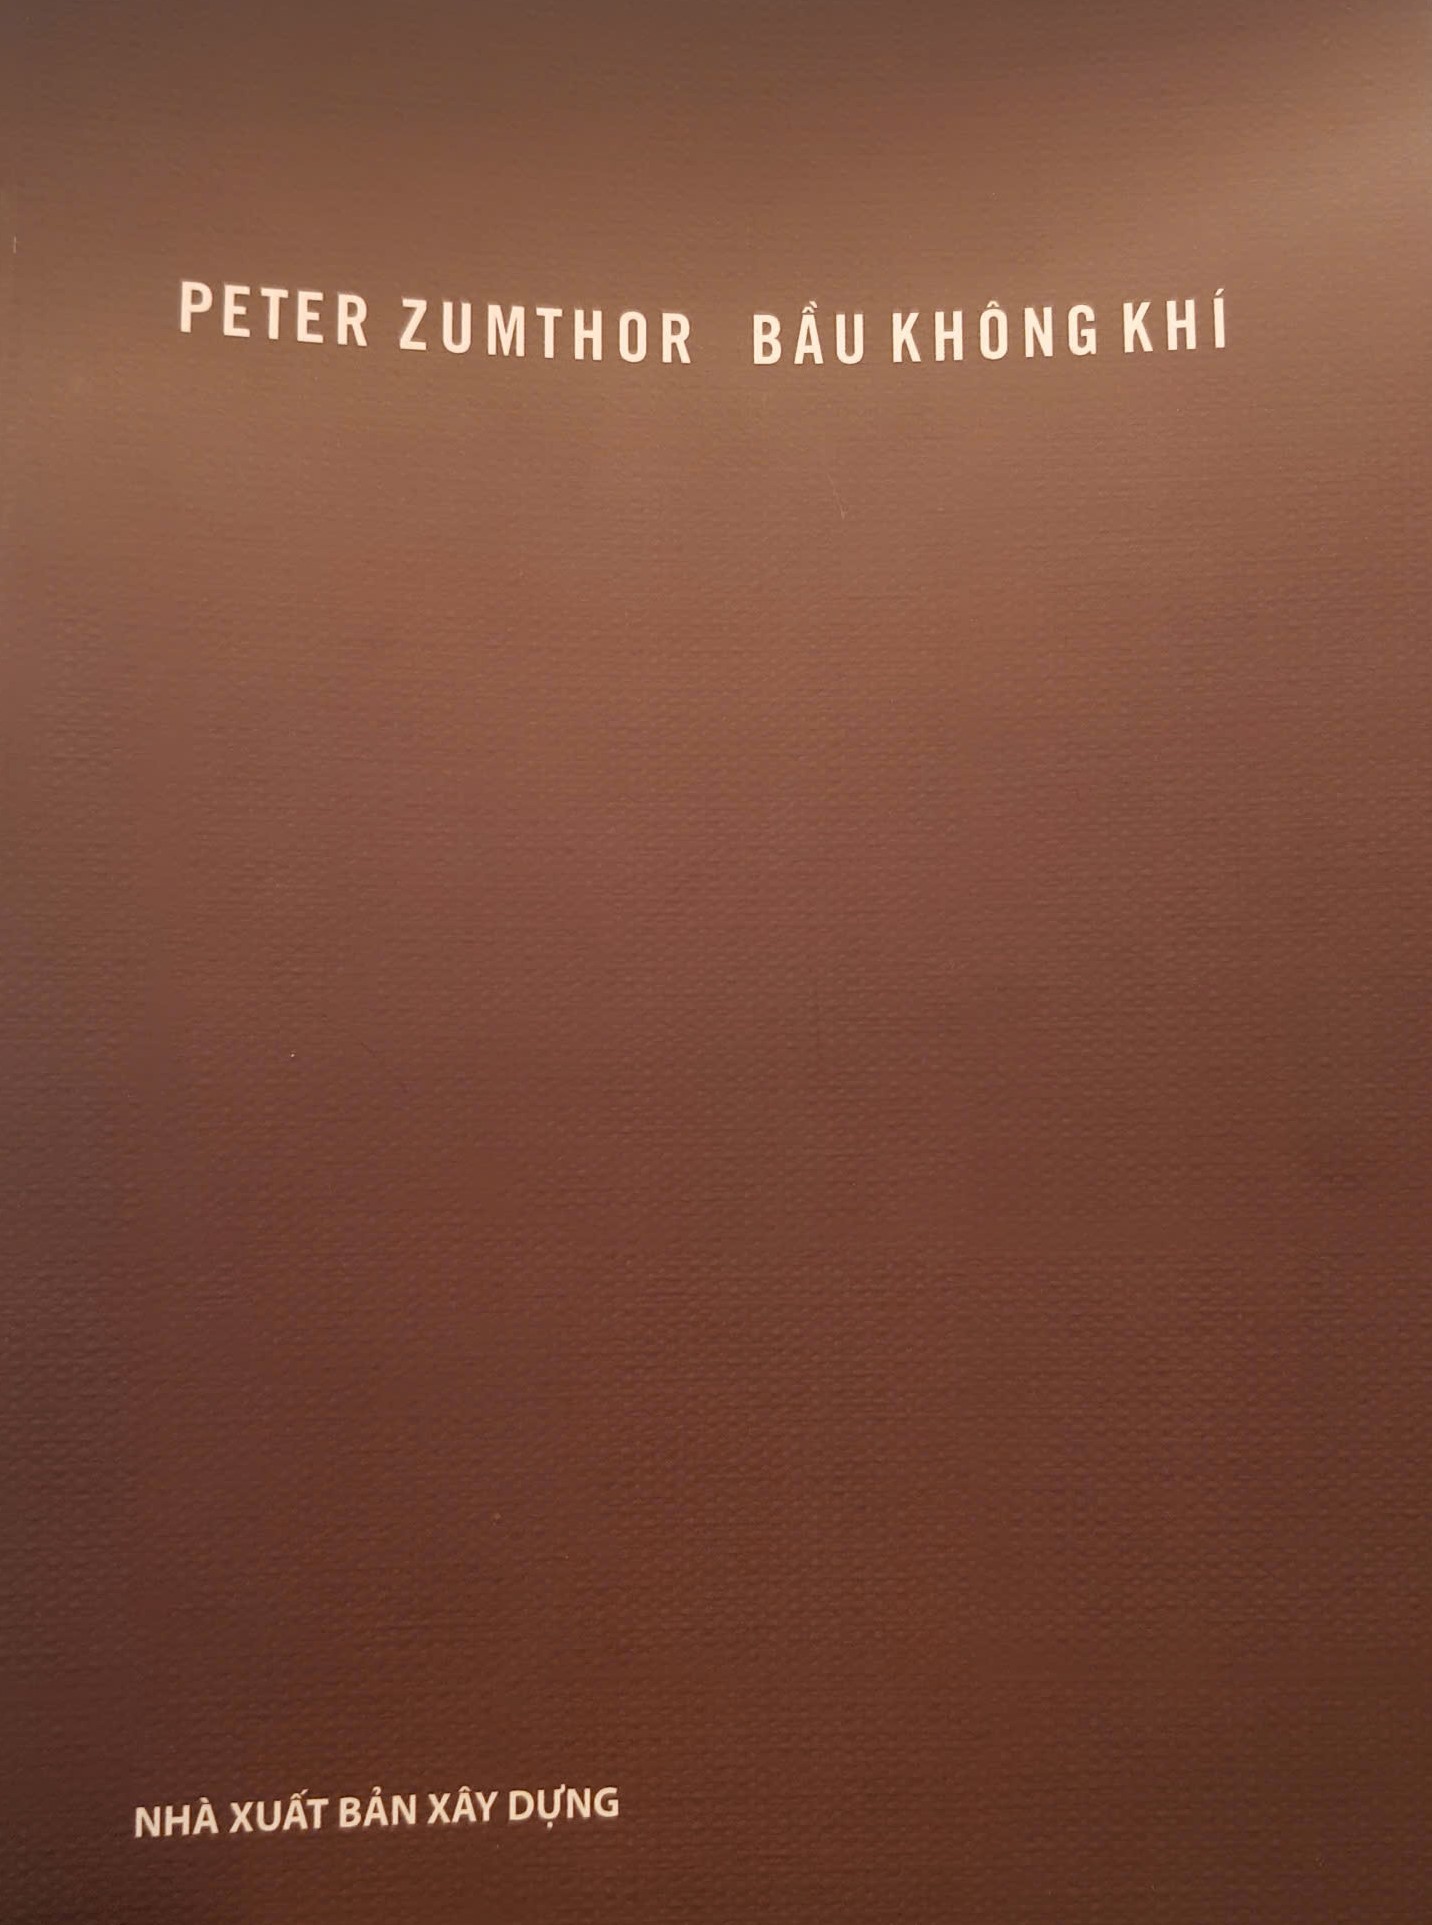 PETER ZUMTHOR BẦU KHÔNG KHÍ
NHÀ XUẤT BẢN XÂY DỰNG